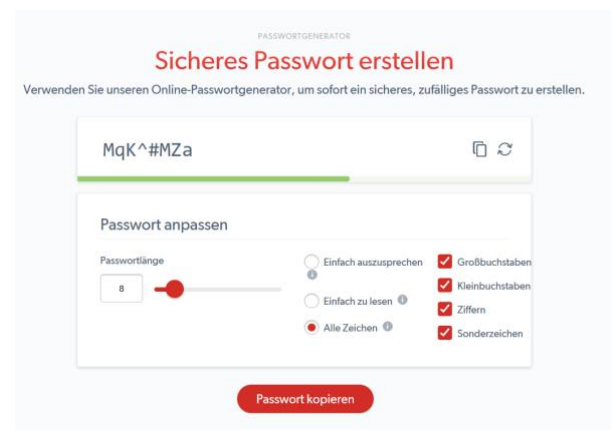 PASSWORTGENERATOR
Sicheres Passwort erstellen
Verwenden Sie unseren Online-Passwortgenerator, um sofort ein sicheres, zufälliges Passwort zu erstellen.
MqK^#MZa
Passwort anpassen
Passwortlänge
8
Einfach auszusprechen
Einfach zu lesen
Alle Zeichen
Großbuchstaben
Kleinbuchstaben
Ziffern
Sonderzeichen
Passwort kopieren